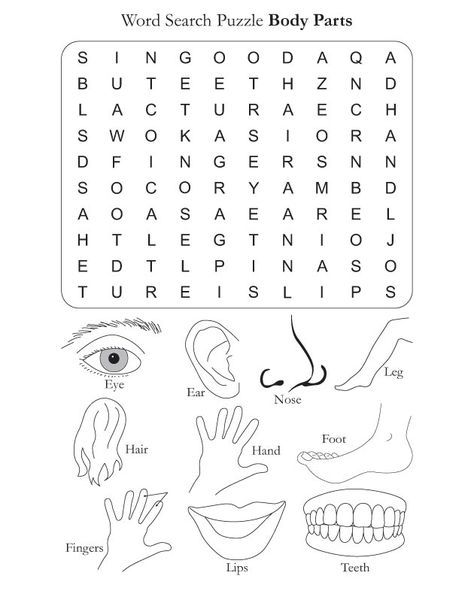 Word Search Puzzle Body Parts
S I N G O O D A Q A
B U T E E T H Z N D
L A C T U R A E C H
S W O K A S I O R A
D F I N G E R S N N
S O C O R Y A M B D
A O A S A E A R E L
H T L E G T N I O J
E D T L P I N A S O
T U R E I S L I P S
Eye
Ear
Nose
Leg
Hair
Hand
Foot
Fingers
Lips
Teeth